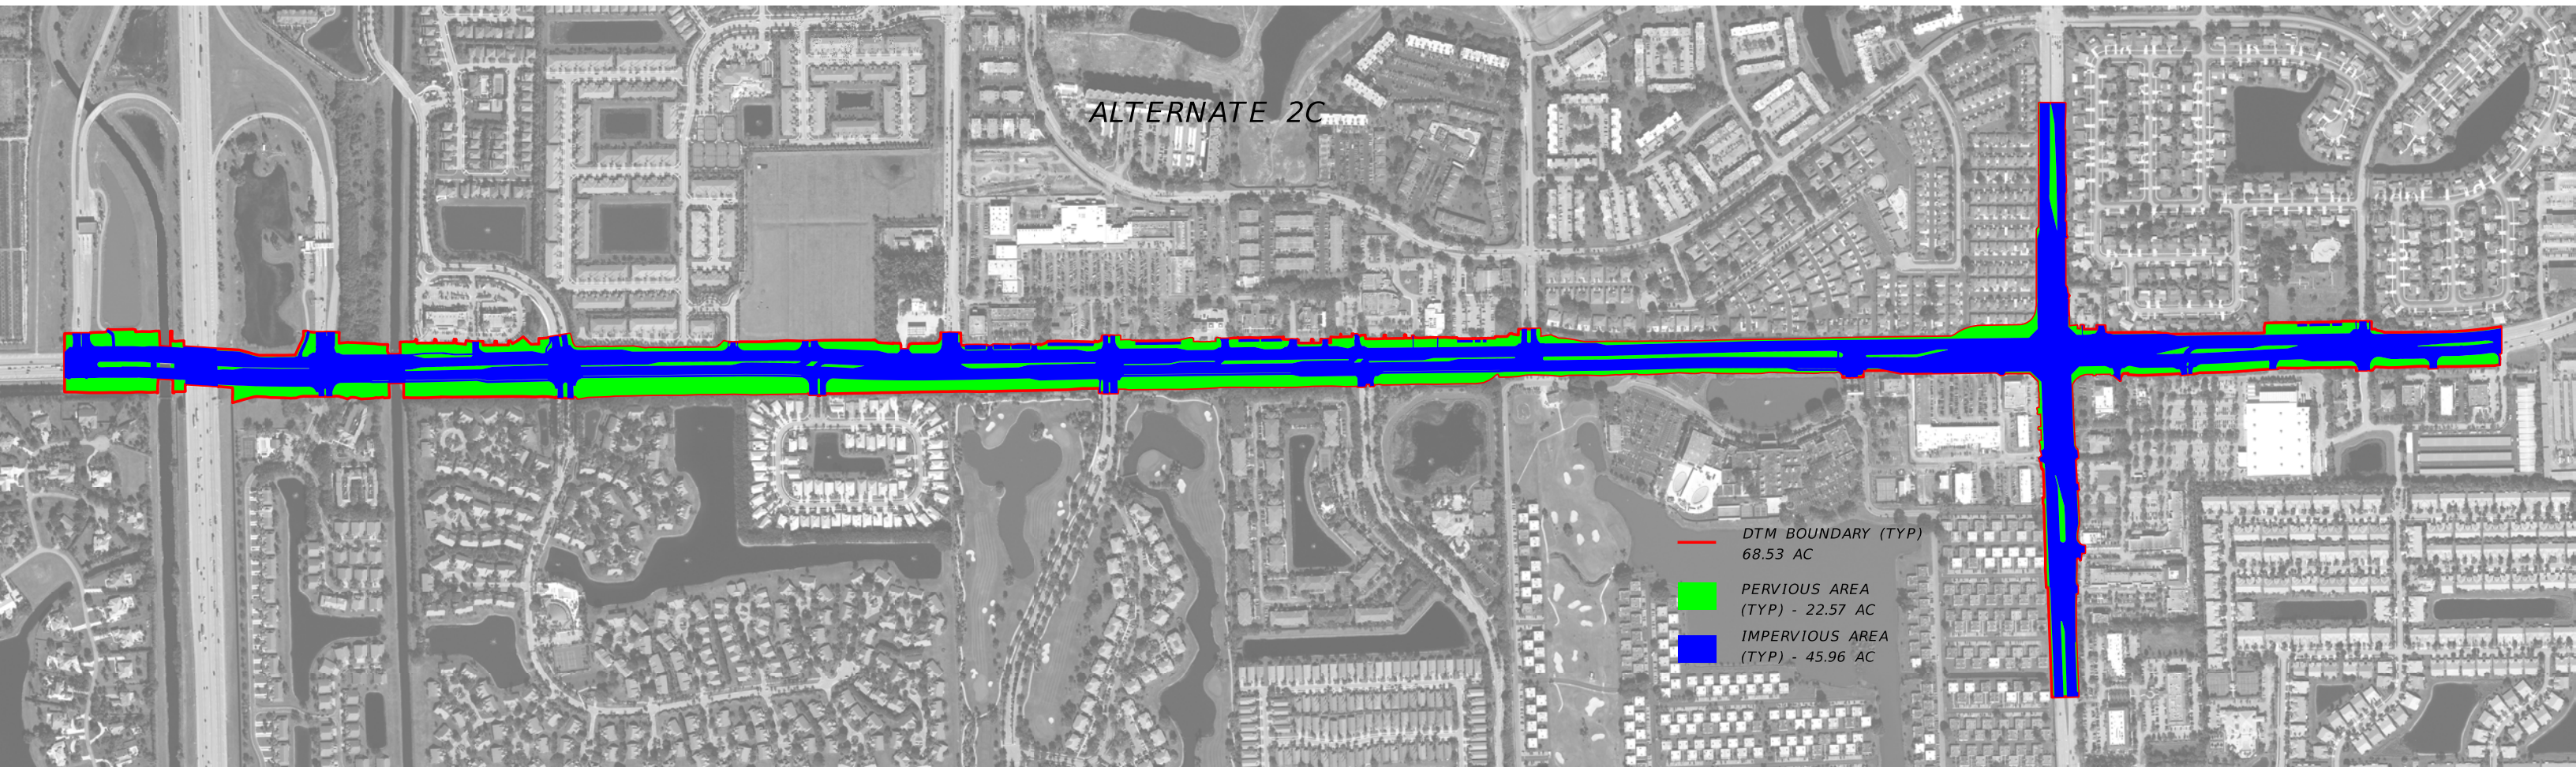 ALTERNATE 2C
DTM BOUNDARY (TYP)
68.53 AC
PERVIOUS AREA
(TYP) - 22.57 AC
IMPERVIOUS AREA
(TYP) - 45.96 AC